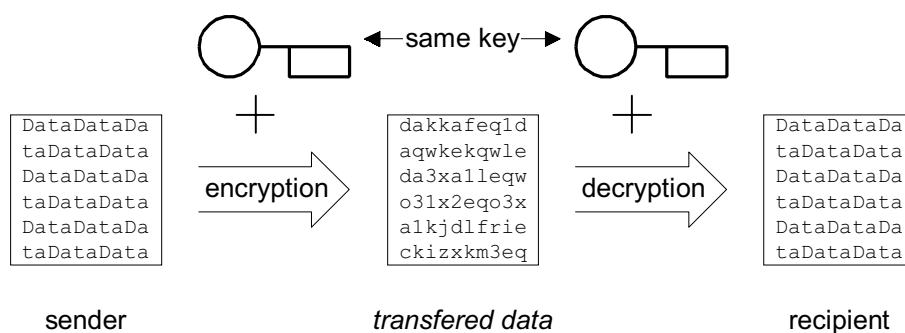 same key
DataDataDa
taDataData
DataDataDa
taDataData
DataDataDa
taDataData
encryption
dakkafeq1d
aqwkekqwle
da3xa1leqw
o31x2eqo3x
a1kjdlfrie
ckizxkm3eq
decryption
DataDataDa
taDataData
DataDataDa
taDataData
DataDataDa
taDataData
sender
transfered data
recipient